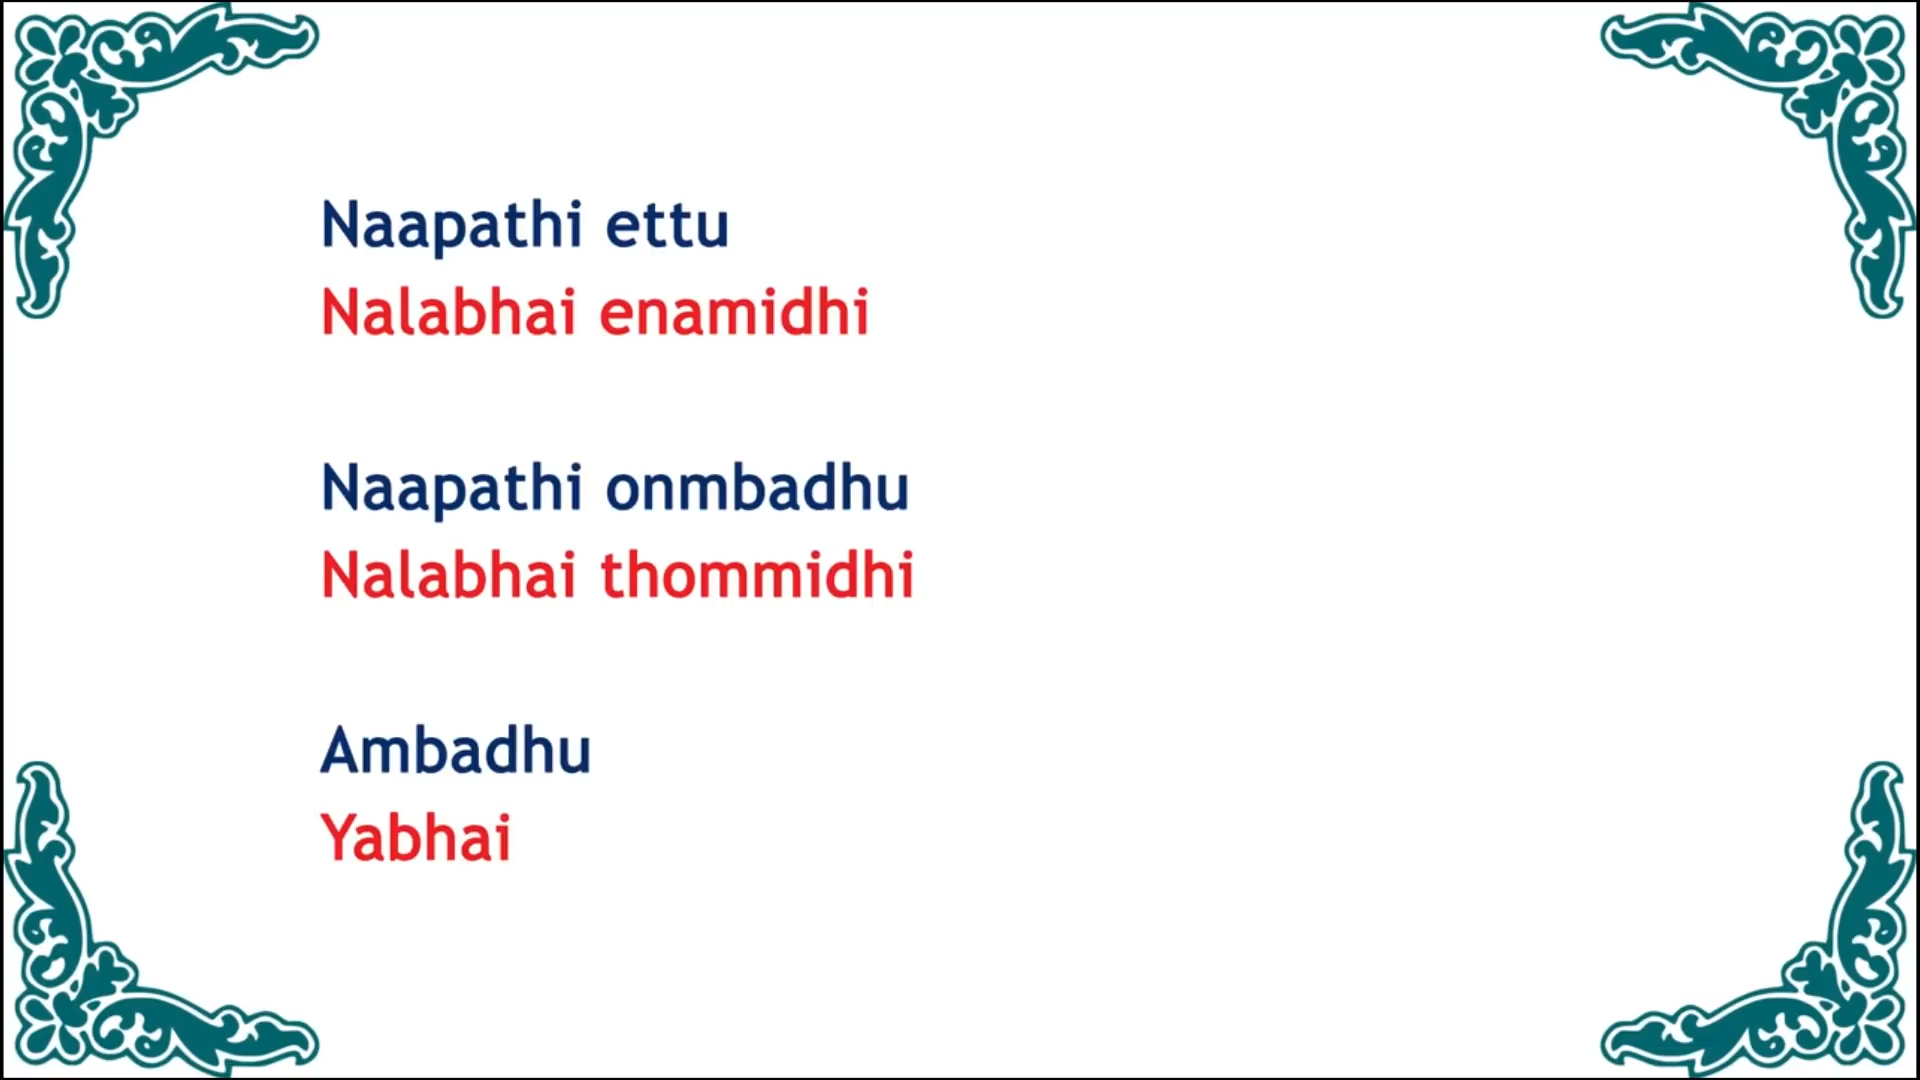 Naapathi ettu
Nalabhai enamidhi
Naapathi onmbadhu
Nalabhai thommidhi
Ambadhu
Yabhai